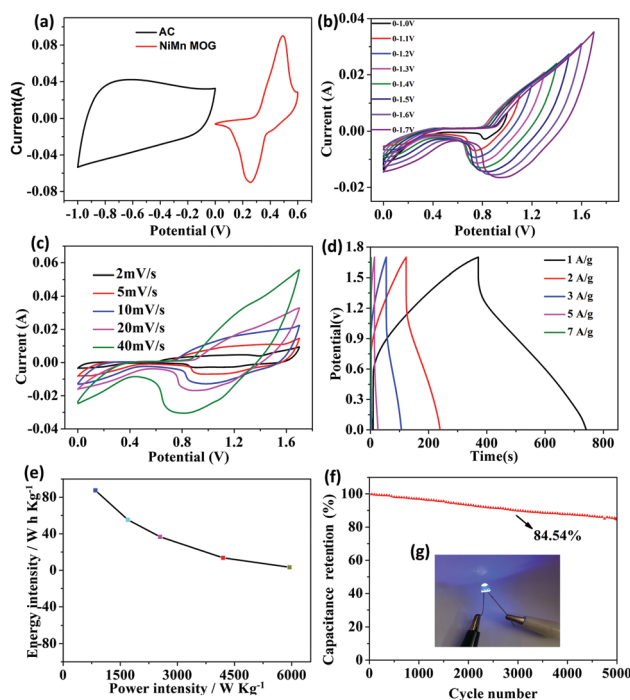 (a)
AC
NiMn MOG
Current(A)
0.08
0.04
0.00
-0.04
-0.08
-1.0 -0.8 -0.6 -0.4 -0.2 0.0 0.2 0.4 0.6
Potential (V)
(b)
0-1.0V
0-1.1V
0-1.2V
0-1.3V
0-1.4V
0-1.5V
0-1.6V
0-1.7V
Current (A)
0.04
0.02
0.00
-0.02
0.0 0.4 0.8 1.2 1.6
Potential (V)
(c)
2mV/s
5mV/s
10mV/s
20mV/s
40mV/s
Current (A)
0.06
0.04
0.02
0.00
-0.02
-0.04
0.0 0.4 0.8 1.2 1.6
Potential (V)
(d)
1 A/g
2 A/g
3 A/g
5 A/g
7 A/g
Potential(v)
1.8
1.5
1.2
0.9
0.6
0.3
0.0
0 200 400 600 800
Time(s)
(e)
Energy intensity / W h Kg-1
80
40
0
-40
-80
0 1500 3000 4500 6000
Power intensity / W Kg-1
(f)
Capacitance retention (%)
100
80
60
40
20
0
84.54%
(g)
0 1000 2000 3000 4000 5000
Cycle number